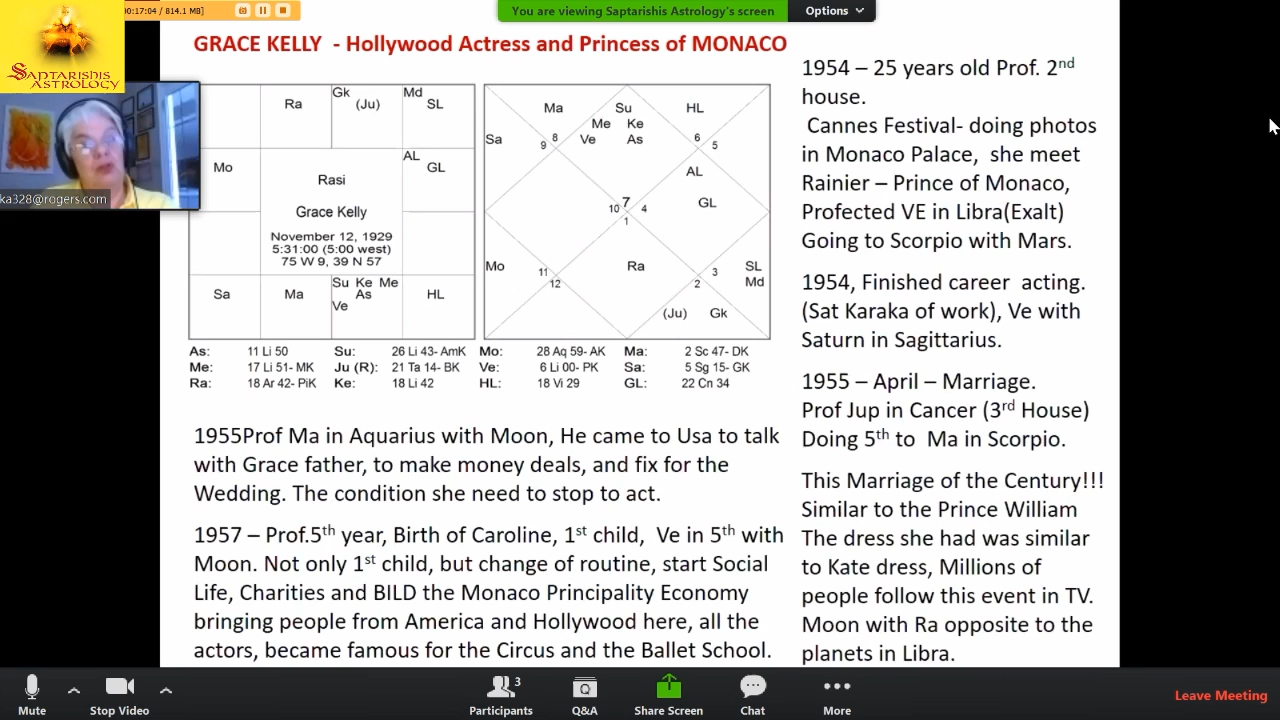 00:17:04 / 814.1 MB]
You are viewing Saptarishis Astrology's screen
Options
SAPTARISHIS
ASTROLOGY
ka328@rogers.com
GRACE KELLY - Hollywood Actress and Princess of MONACO
Ra
Gk
(Ju)
Md
SL
Mo
AL
GL
Rasi
Grace Kelly
November 12, 1929
5:31:00 (5:00 west)
75 W 9, 39 N 57
Sa
Ma
Su Ke Me
As
Ve
HL
Ma
Su
HL
Me
Ke
Sa
Ve
As
8
9
6
5
AL
GL
10
7
4
1
Mo
Ra
11
12
3
2
SL
Md
(Ju)
Gk
As: 11 Li 50 Su: 26 Li 43- AmK Mo: 28 Aq 59- AK Ma: 2 Sc 47- DK
Me: 17 Li 51- MK Ju (R): 21 Ta 14- BK Ve: 6 Li 00- PK Sa: 5 Sg 15- GK
Ra: 18 Ar 42- PiK Ke: 18 Li 42 HL: 18 Vi 29 GL: 22 Cn 34
1955Prof Ma in Aquarius with Moon, He came to Usa to talk
with Grace father, to make money deals, and fix for the
Wedding. The condition she need to stop to act.
1957 – Prof.5th year, Birth of Caroline, 1st child, Ve in 5th with
Moon. Not only 1st child, but change of routine, start Social
Life, Charities and BILD the Monaco Principality Economy
bringing people from America and Hollywood here, all the
actors, became famous for the Circus and the Ballet School.
1954 – 25 years old Prof. 2nd
house.
Cannes Festival- doing photos
in Monaco Palace, she meet
Rainier – Prince of Monaco,
Profected VE in Libra(Exalt)
Going to Scorpio with Mars.
1954, Finished career acting.
(Sat Karaka of work), Ve with
Saturn in Sagittarius.
1955 – April – Marriage.
Prof Jup in Cancer (3rd House)
Doing 5th to Ma in Scorpio.
This Marriage of the Century!!!
Similar to the Prince William
The dress she had was similar
to Kate dress, Millions of
people follow this event in TV.
Moon with Ra opposite to the
planets in Libra.
Mute
Stop Video
3
Participants
Q&A
Share Screen
Chat
More
Leave Meeting